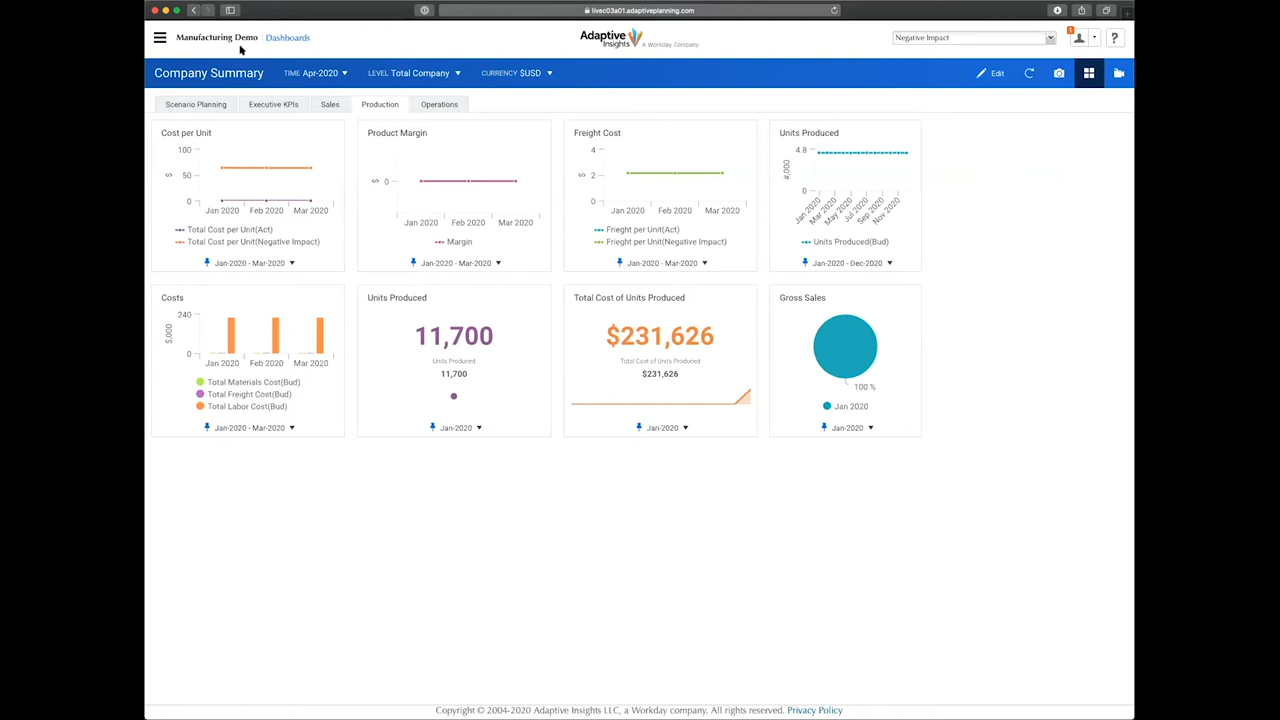 livec03a01.adaptiveplanning.com
Manufacturing Demo Dashboards
Adaptive Insights A Workday Company
Negative Impact
1
?
Company Summary TIME Apr-2020 LEVEL Total Company CURRENCY $USD Edit
Scenario Planning Executive KPIs Sales Production Operations
Cost per Unit
100
50
0
$
Jan 2020 Feb 2020 Mar 2020
Total Cost per Unit(Act)
Total Cost per Unit(Negative Impact)
Jan-2020 - Mar-2020
Product Margin
$ 0
Jan 2020 Feb 2020 Mar 2020
Margin
Jan-2020 - Mar-2020
Freight Cost
4
2
0
$
Jan 2020 Feb 2020 Mar 2020
Frieght per Unit(Act)
Frieght per Unit(Negative Impact)
Jan-2020 - Mar-2020
Units Produced
4.8
0
#,000
Jan 2020 Mar 2020 May 2020 Jul 2020 Sep 2020 Nov 2020
Units Produced(Bud)
Jan-2020 - Dec-2020
Costs
240
0
$,000
Jan 2020 Feb 2020 Mar 2020
Total Materials Cost(Bud)
Total Freight Cost(Bud)
Total Labor Cost(Bud)
Jan-2020 - Mar-2020
Units Produced
11,700
Units Produced
11,700
Jan-2020
Total Cost of Units Produced
$231,626
Total Cost of Units Produced
$231,626
Jan-2020
Gross Sales
100 %
Jan 2020
Jan-2020
Copyright © 2004-2020 Adaptive Insights LLC, a Workday company. All rights reserved. Privacy Policy